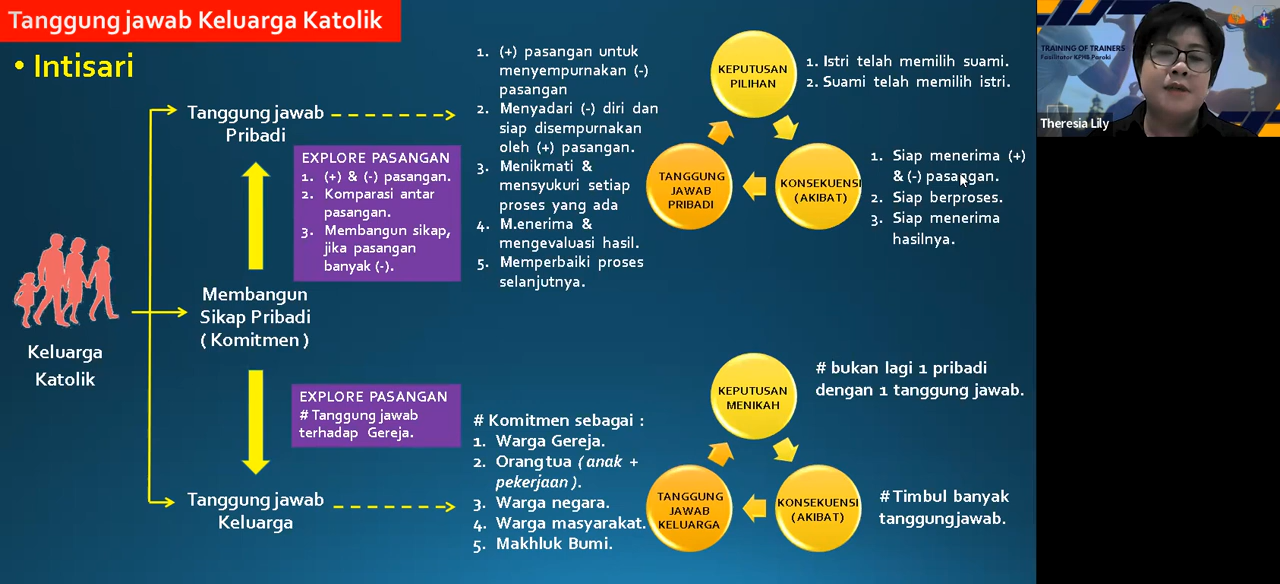 Tanggung jawab Keluarga Katolik
• Intisari
Keluarga
Katolik
Tanggung jawab
Pribadi
EXPLORE PASANGAN
1. (+) & (-) pasangan.
2. Komparasi antar
pasangan.
3. Membangun sikap,
jika pasangan
banyak (-).
Membangun
Sikap Pribadi
( Komitmen )
EXPLORE PASANGAN
# Tanggung jawab
terhadap Gereja.
Tanggung jawab
Keluarga
1. (+) pasangan untuk
menyempurnakan (-)
pasangan
2. Menyadari (-) diri dan
siap disempurnakan
oleh (+) pasangan.
3. Menikmati &
mensyukuri setiap
proses yang ada
4. M.enerima &
mengevaluasi hasil.
5. Memperbaiki proses
selanjutnya.
# Komitmen sebagai :
1. Warga Gereja.
2. Orangtua ( anak +
pekerjaan ).
3. Warga negara.
4. Warga masyarakat.
5. Makhluk Bumi.
KEPUTUSAN
PILIHAN
1. Istri telah memilih suami.
2. Suami telah memilih istri.
KONSEKUENSI
(AKIBAT)
1. Siap menerima (+)
& (-) pasangan.
2. Siap berproses.
3. Siap menerima
hasilnya.
TANGGUNG
JAWAB
PRIBADI
KEPUTUSAN
MENIKAH
# bukan lagi 1 pribadi
dengan 1 tanggung jawab.
KONSEKUENSI
(AKIBAT)
# Timbul banyak
tanggungjawab.
TANGGUNG
JAWAB
KELUARGA
TRAINING OF TRAINERS
Fasilitator KPHB Paroki
Theresia Lily